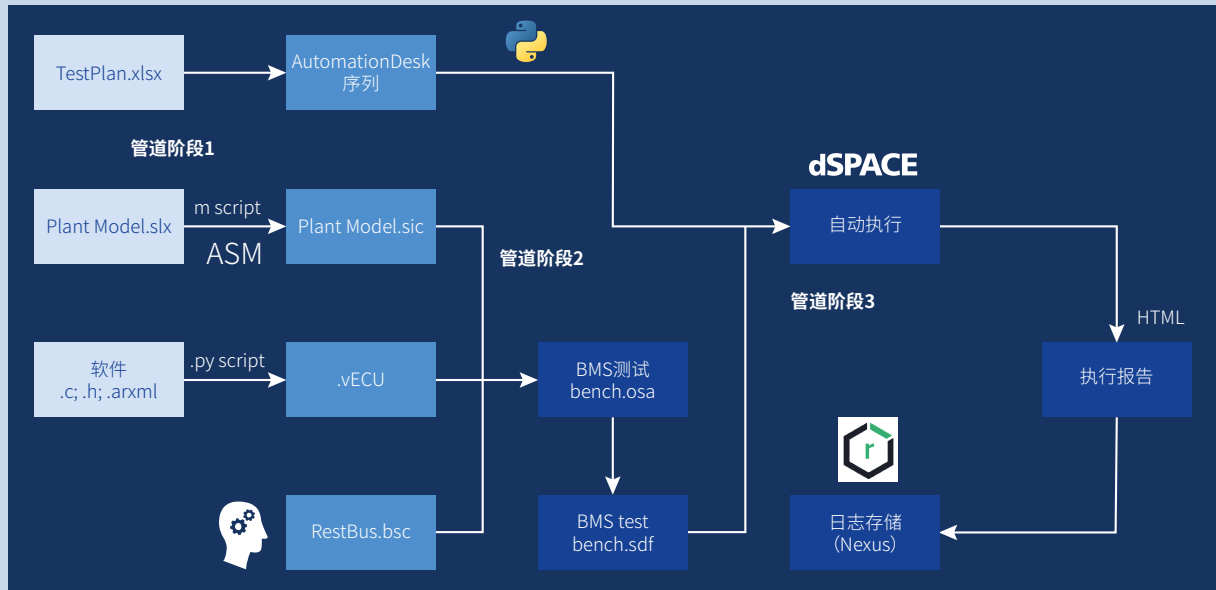 TestPlan.xlsx
AutomationDesk
序列
管道阶段1
dSPACE
Plant Model.slx
m script
ASM
Plant Model.sic
管道阶段2
自动执行
管道阶段3
HTML
软件
.c; .h; .arxml
.py script
.vECU
BMS测试
bench.osa
执行报告
r
RestBus.bsc
BMS test
bench.sdf
日志存储
（Nexus）